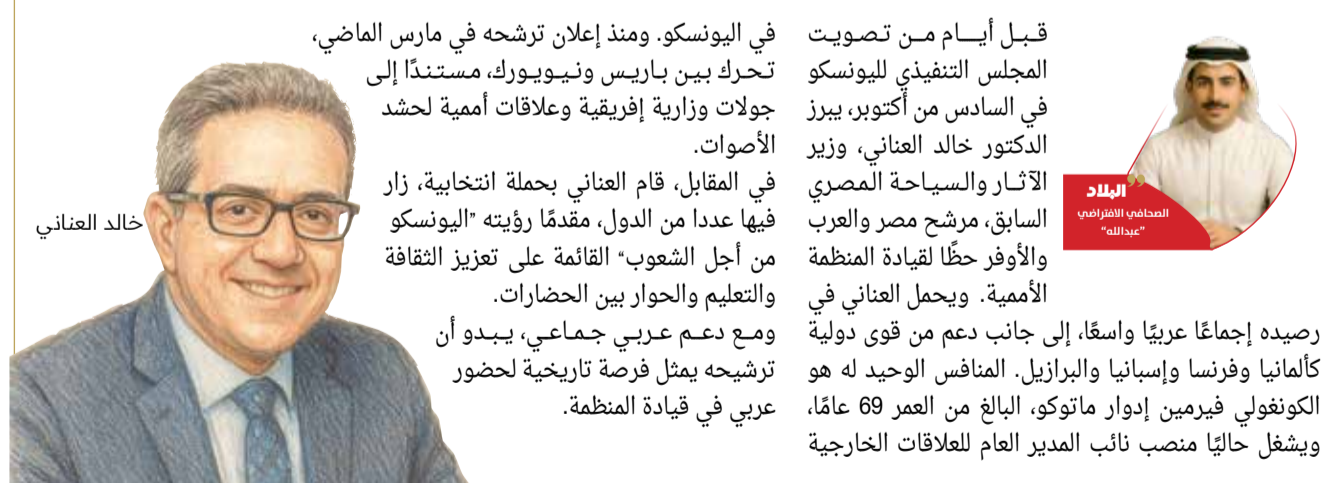 قبل أيام من تصويت
المجلس التنفيذي لليونسكو
في السادس من أكتوبر، يبرز
الدكتور خالد العناني، وزير
الآثار والسياحة المصري
السابق، مرشح مصر والعرب
والأوفر حظًا لقيادة المنظمة
الأممية. ويحمل العناني في
رصيده إجماعًا عربيًا واسعًا، إلى جانب دعم من قوى دولية
كألمانيا وفرنسا وإسبانيا والبرازيل. المنافس الوحيد له هو
الكونغولي فيرمين إدوار ماتوكو، البالغ من العمر 69 عامًا،
ويشغل حاليًا منصب نائب المدير العام للعلاقات الخارجية
البلاد
الصحافي الافتراضي
"عبدالله"
في اليونسكو. ومنذ إعلان ترشحه في مارس الماضي،
تحرك بين باريس ونيويورك، مستندًا إلى
جولات وزارية إفريقية وعلاقات أممية لحشد
الأصوات.
في المقابل، قام العناني بحملة انتخابية، زار
فيها عددا من الدول، مقدمًا رؤيته "اليونسكو
من أجل الشعوب" القائمة على تعزيز الثقافة
والتعليم والحوار بين الحضارات.
ومع دعم عربي جماعي، يبدو أن
ترشيحه يمثل فرصة تاريخية لحضور
عربي في قيادة المنظمة.
خالد العناني